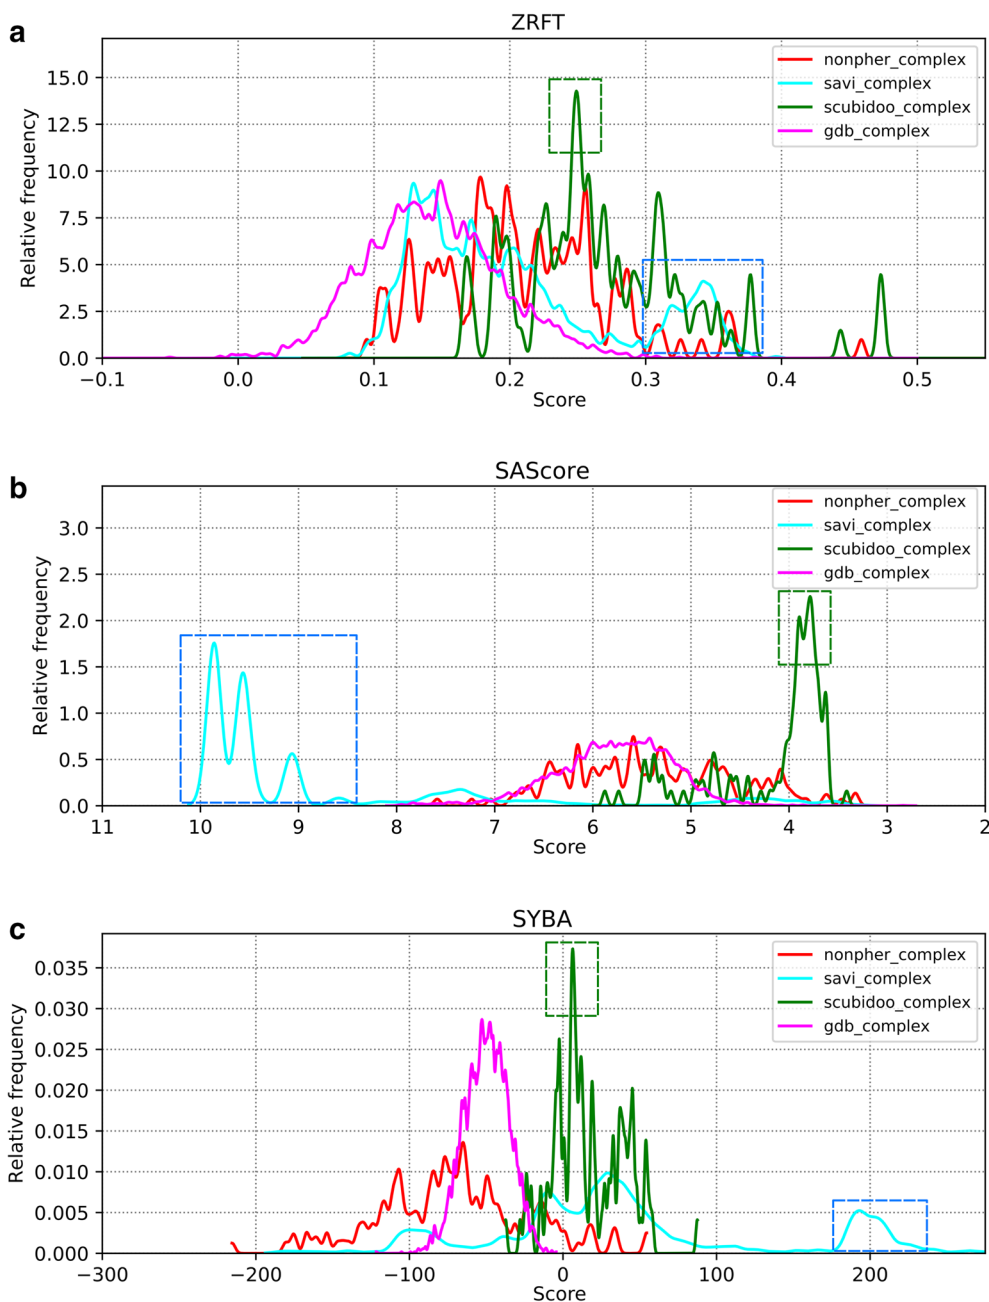 a
ZRFT
Relative frequency
15.0
12.5
10.0
7.5
5.0
2.5
0.0
nonpher_complex
savi_complex
scubidoo_complex
gdb_complex
−0.1 0.0 0.1 0.2 0.3 0.4 0.5
Score
b
SAScore
Relative frequency
3.0
2.5
2.0
1.5
1.0
0.5
0.0
nonpher_complex
savi_complex
scubidoo_complex
gdb_complex
11 10 9 8 7 6 5 4 3 2
Score
c
SYBA
Relative frequency
0.035
0.030
0.025
0.020
0.015
0.010
0.005
0.000
nonpher_complex
savi_complex
scubidoo_complex
gdb_complex
−300 −200 −100 0 100 200
Score